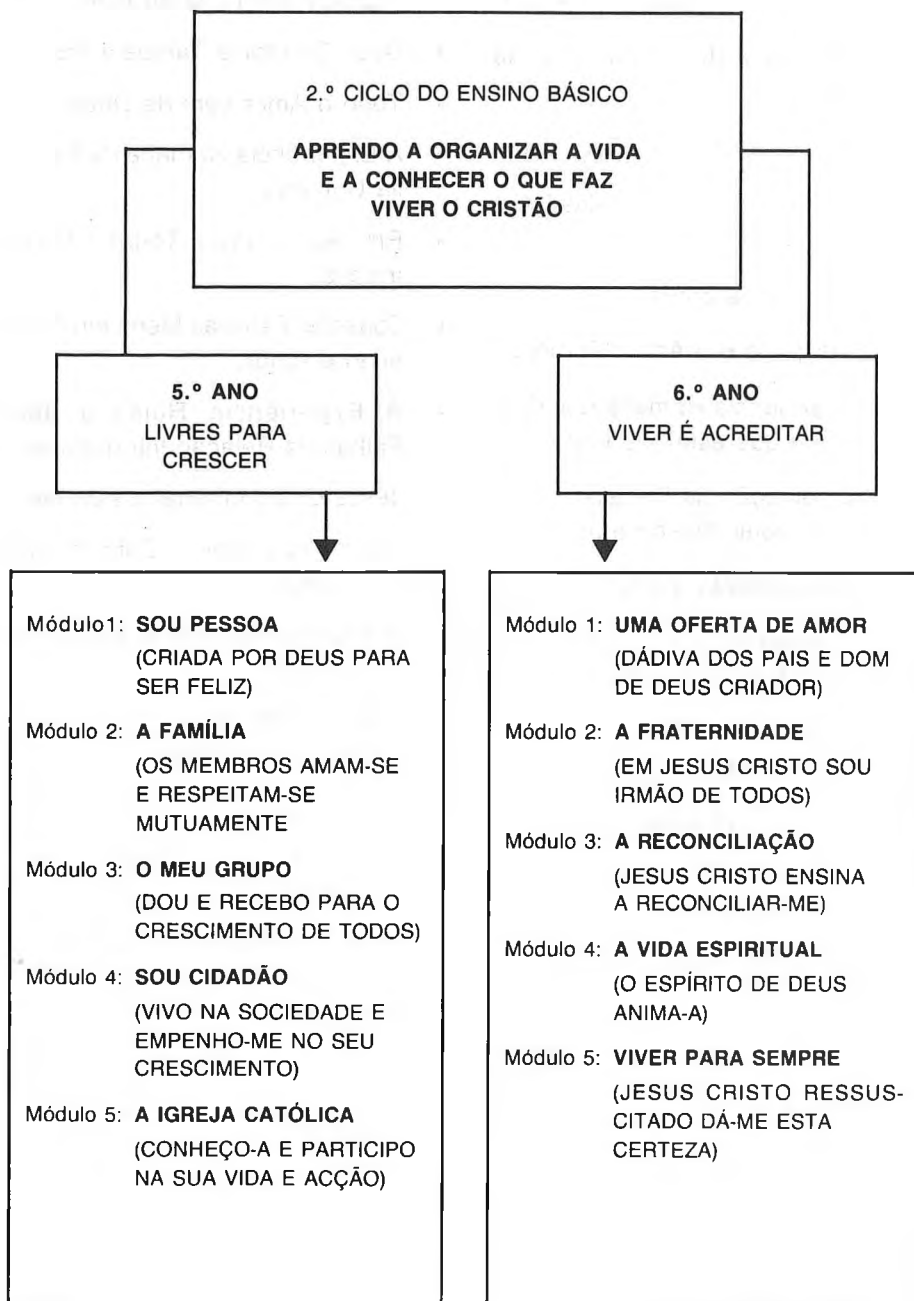 2.º CICLO DO ENSINO BÁSICO
APRENDO A ORGANIZAR A VIDA
E A CONHECER O QUE FAZ
VIVER O CRISTÃO
5.º ANO
LIVRES PARA
CRESCER
6.º ANO
VIVER É ACREDITAR
Módulo1: SOU PESSOA
(CRIADA POR DEUS PARA
SER FELIZ)
Módulo 2: A FAMÍLIA
(OS MEMBROS AMAM-SE
E RESPEITAM-SE
MUTUAMENTE
Módulo 3: O MEU GRUPO
(DOU E RECEBO PARA O
CRESCIMENTO DE TODOS)
Módulo 4: SOU CIDADÃO
(VIVO NA SOCIEDADE E
EMPENHO-ME NO SEU
CRESCIMENTO)
Módulo 5: A IGREJA CATÓLICA
(CONHEÇO-A E PARTICIPO
NA SUA VIDA E ACÇÃO)
Módulo 1: UMA OFERTA DE AMOR
(DÁDIVA DOS PAIS E DOM
DE DEUS CRIADOR)
Módulo 2: A FRATERNIDADE
(EM JESUS CRISTO SOU
IRMÃO DE TODOS)
Módulo 3: A RECONCILIAÇÃO
(JESUS CRISTO ENSINA
A RECONCILIAR-ME)
Módulo 4: A VIDA ESPIRITUAL
(O ESPÍRITO DE DEUS
ANIMA-A)
Módulo 5: VIVER PARA SEMPRE
(JESUS CRISTO RESSUS-
CITADO DÁ-ME ESTA
CERTEZA)